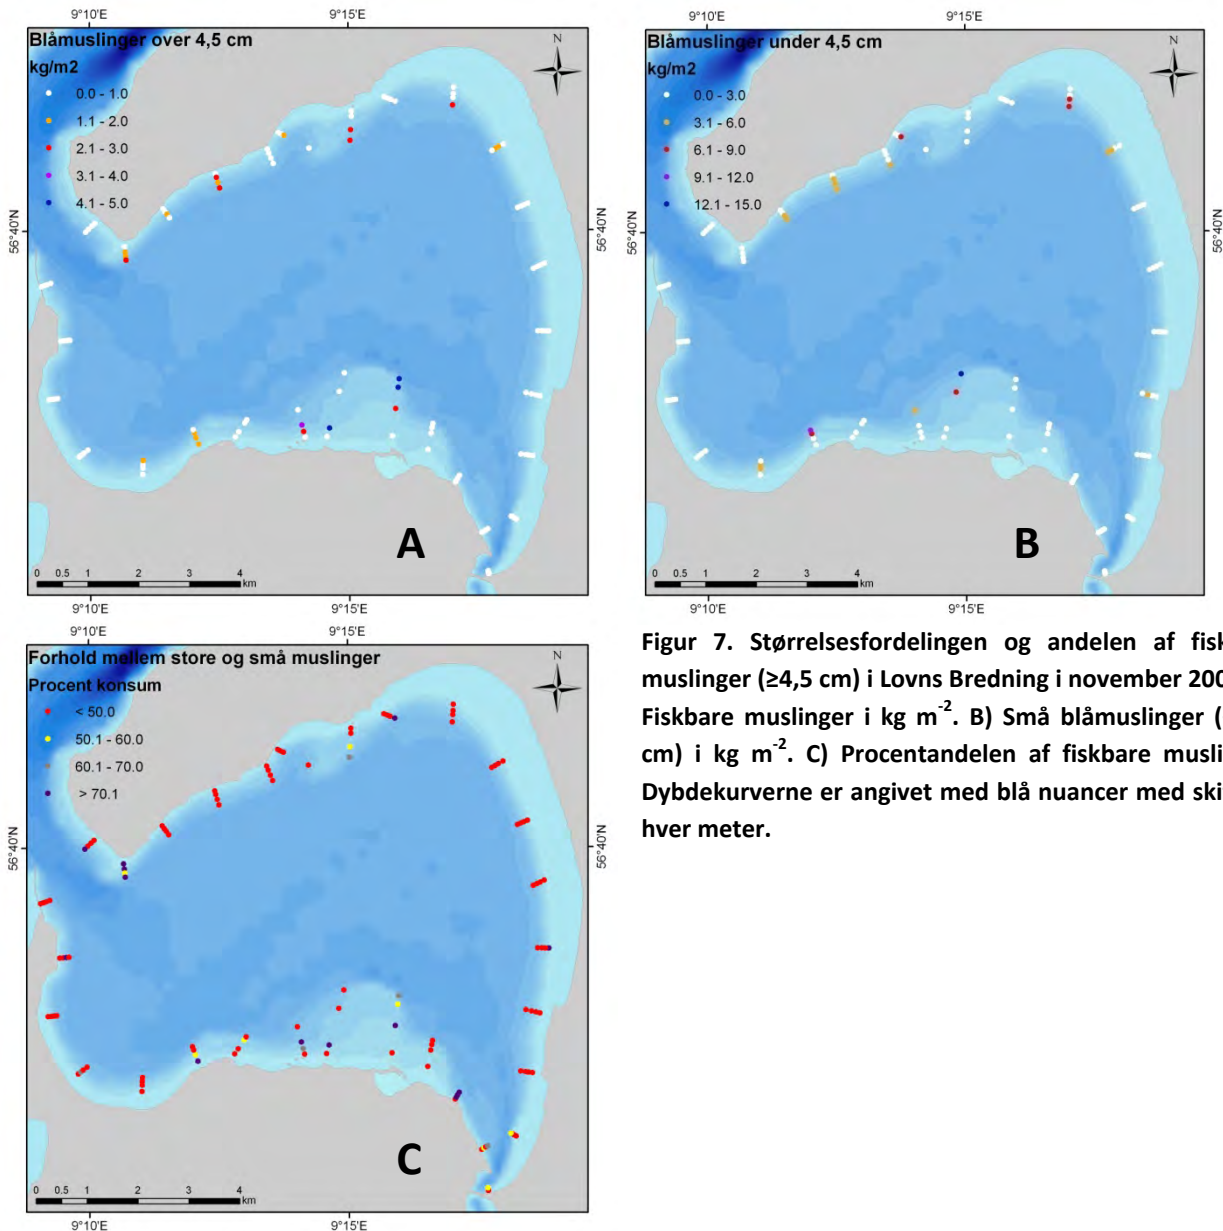 9°10'E
9°15'E
Blåmuslinger over 4,5 cm
kg/m2
0.0 - 1.0
1.1 - 2.0
2.1 - 3.0
3.1 - 4.0
4.1 - 5.0
N
56°40'N
A
0 0.5 1 2 3 4
km
9°10'E
9°15'E
9°10'E
9°15'E
Blåmuslinger under 4,5 cm
kg/m2
0.0 - 3.0
3.1 - 6.0
6.1 - 9.0
9.1 - 12.0
12.1 - 15.0
N
56°40'N
56°40'N
B
0 0.5 1 2 3 4
km
9°10'E
9°15'E
9°10'E
9°15'E
Forhold mellem store og små muslinger
Procent konsum
< 50.0
50.1 - 60.0
60.1 - 70.0
> 70.1
N
56°40'N
56°40'N
C
0 0.5 1 2 3 4
km
9°10'E
9°15'E
Figur 7. Størrelsesfordelingen og andelen af fisk
muslinger (≥4,5 cm) i Lovns Bredning i november 200
Fiskbare muslinger i kg m⁻². B) Små blåmuslinger (
cm) i kg m⁻². C) Procentandelen af fiskbare musli
Dybdekurverne er angivet med blå nuancer med ski
hver meter.